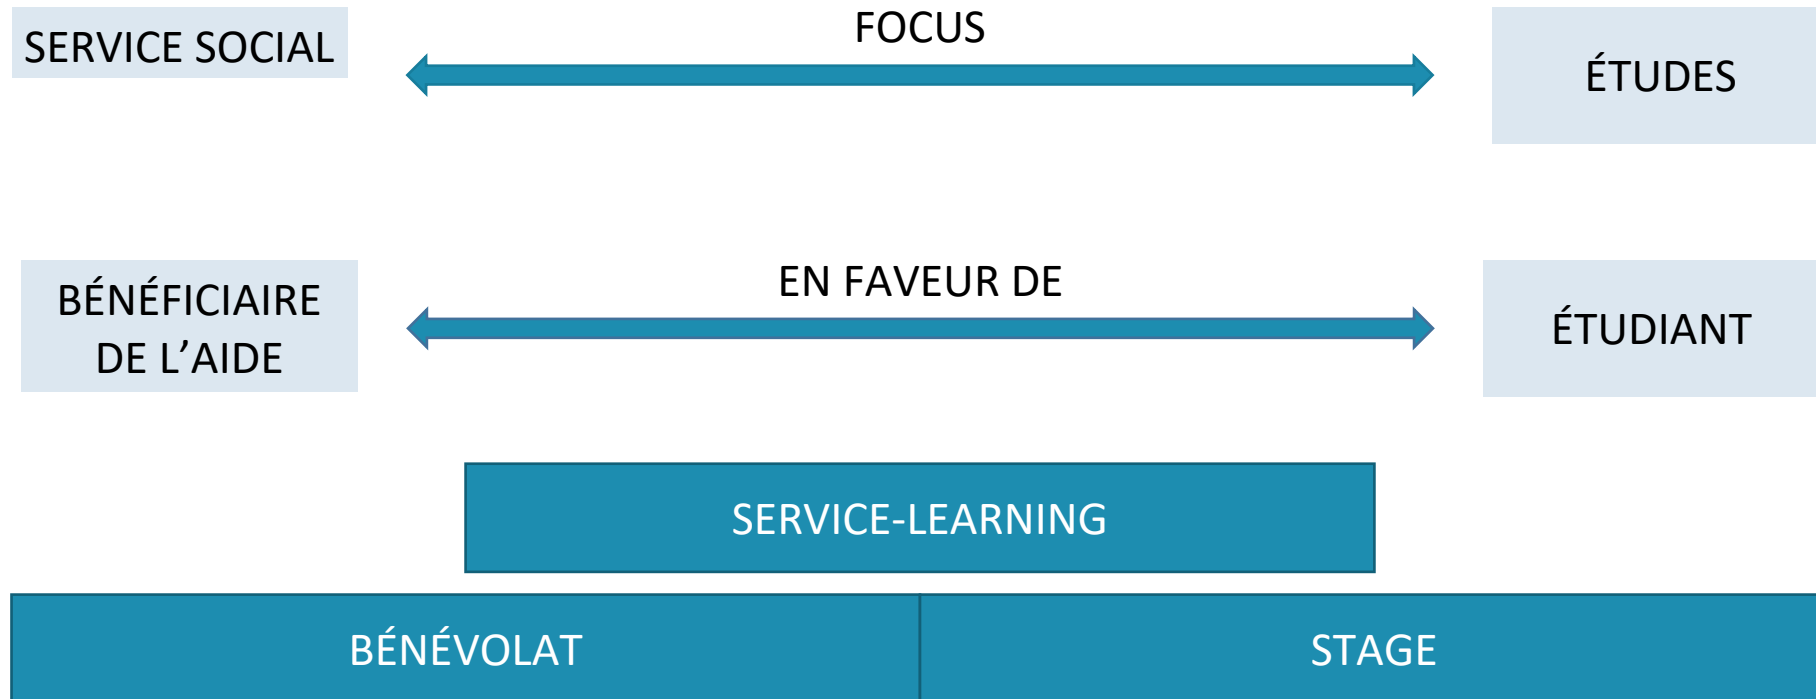 SERVICE SOCIAL
FOCUS
ÉTUDES
BÉNÉFICIAIRE
DE L’AIDE
EN FAVEUR DE
ÉTUDIANT
SERVICE-LEARNING
BÉNÉVOLAT
STAGE